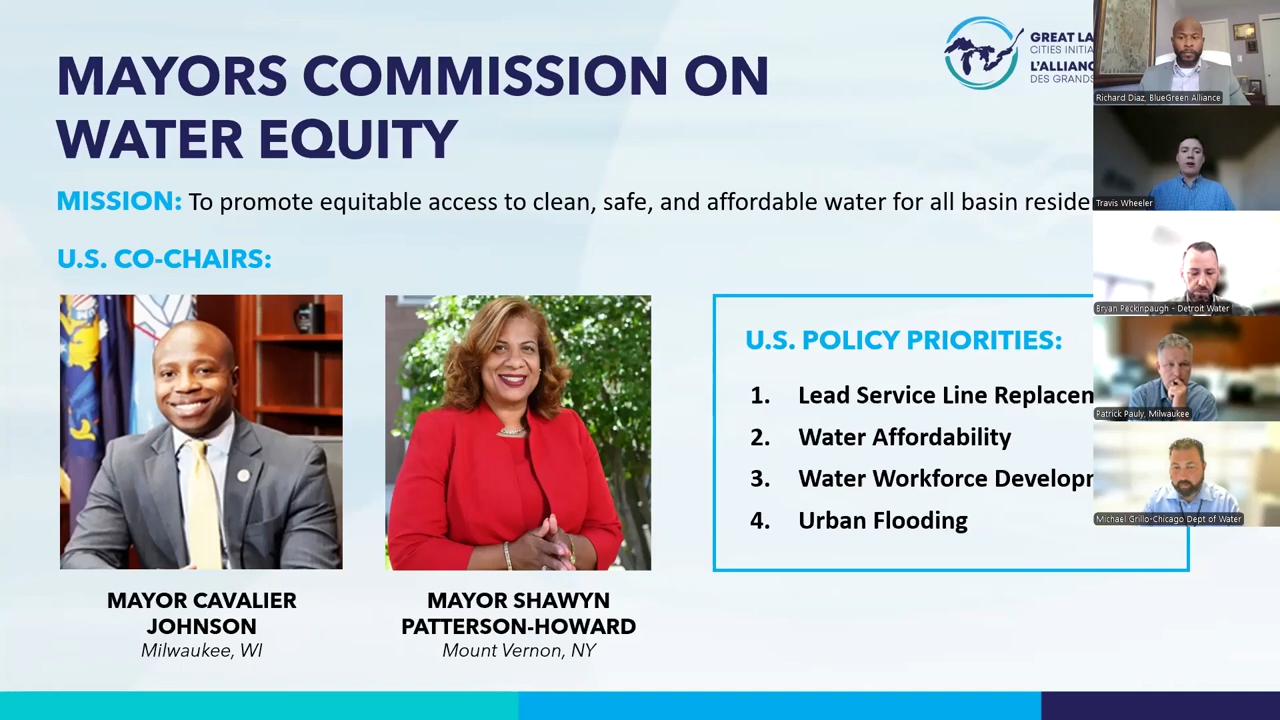 MAYORS COMMISSION ON
WATER EQUITY
GREAT LA
CITIES INITIA
L'ALLIANC
DES GRANDS
MISSION: To promote equitable access to clean, safe, and affordable water for all basin reside
U.S. CO-CHAIRS:
U.S. POLICY PRIORITIES:
1. Lead Service Line Replacen
2. Water Affordability
3. Water Workforce Developr
4. Urban Flooding
MAYOR CAVALIER
JOHNSON
Milwaukee, WI
MAYOR SHAWYN
PATTERSON-HOWARD
Mount Vernon, NY
Richard Diaz, BlueGreen Alliance
Travis Wheeler
Bryan Peckinpaugh - Detroit Water
Patrick Pauly, Milwaukee
Michael Grillo-Chicago Dept of Water